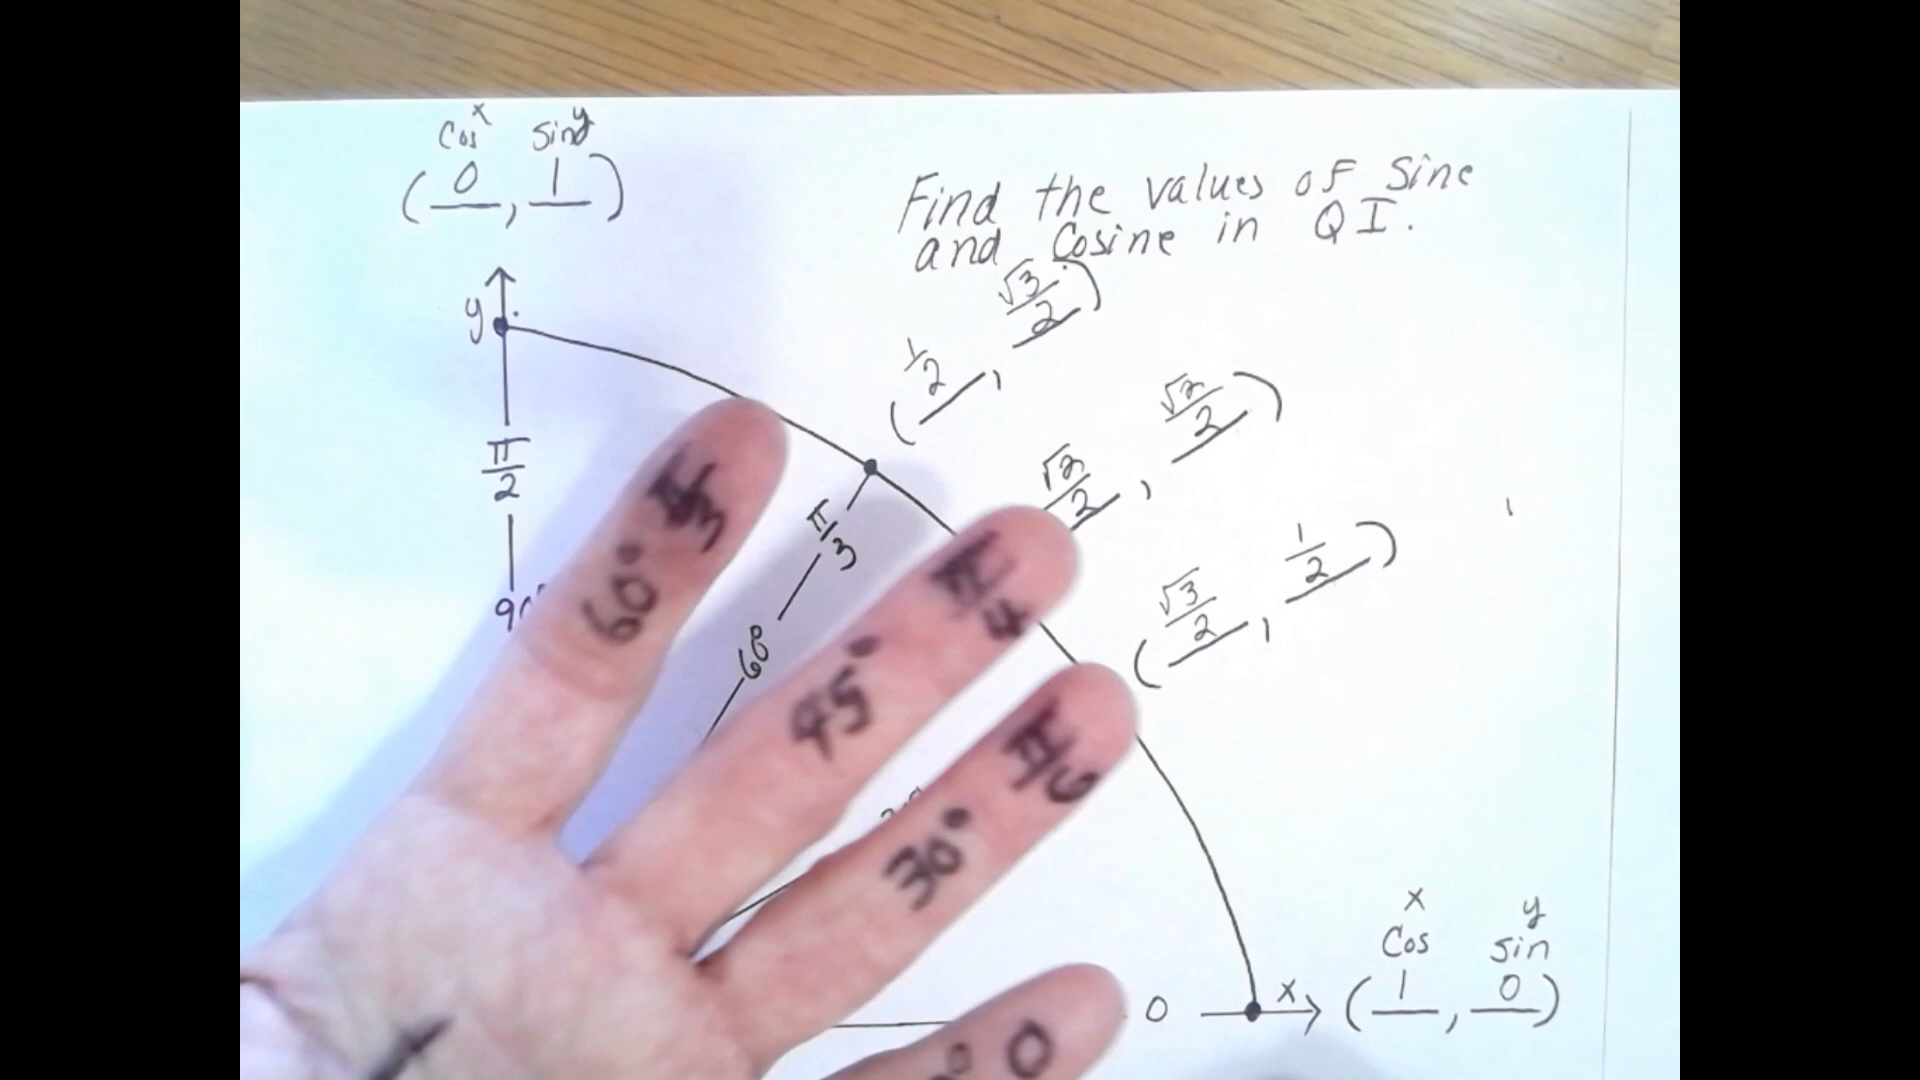 cos x sin y
(0, 1)
Find the values of Sine
and Cosine in QI.
y
π/2
(1/2, √3/2)
π/3
60°
√2/2, √2/2)
(√3/2, 1/2)
60° π/3
45° π/4
30° π/6
0
0 x
x y
Cos sin
(1, 0)